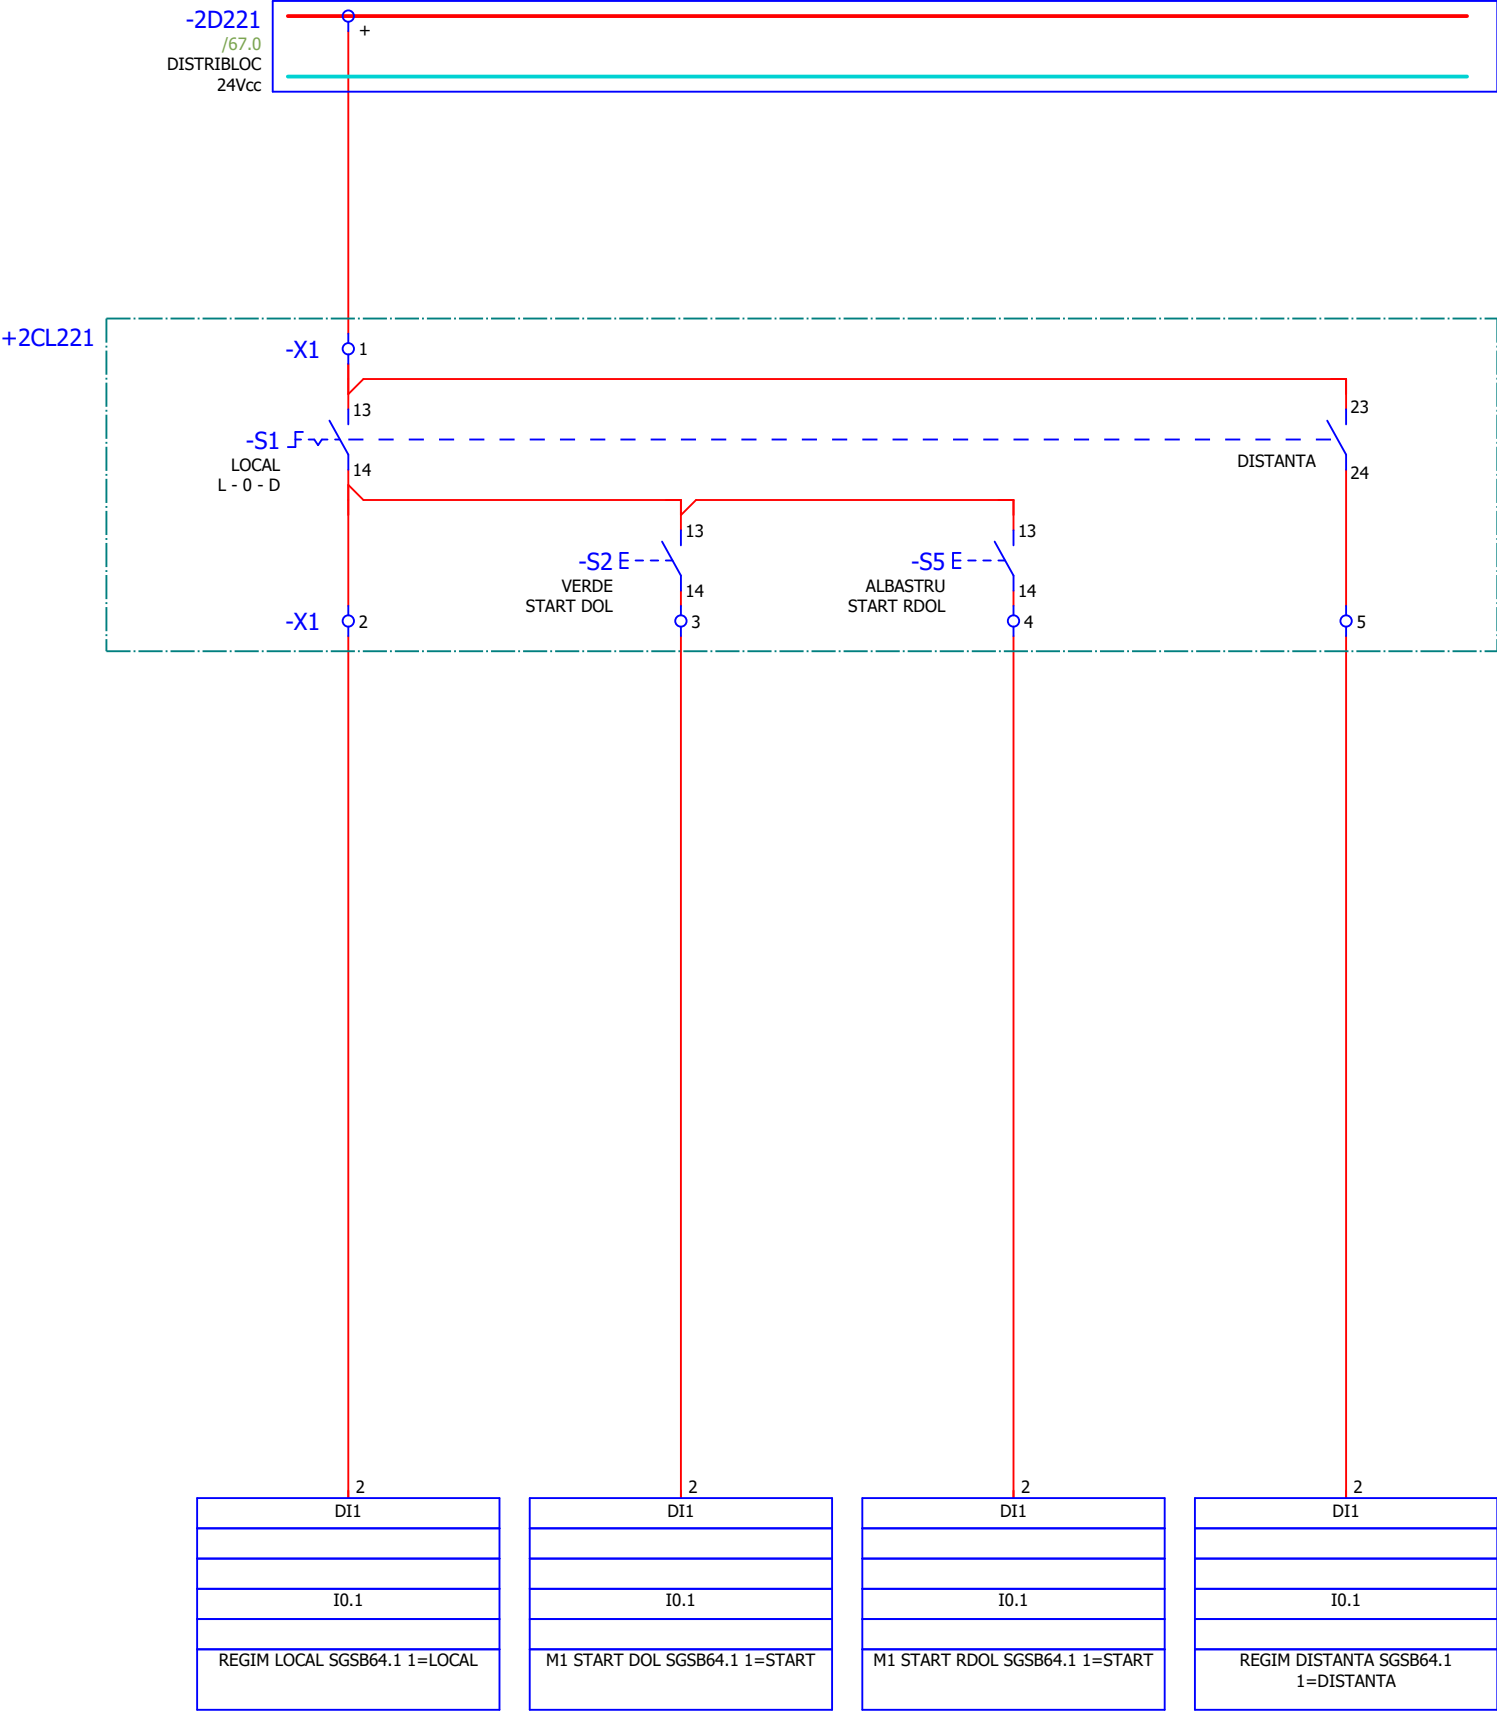 -2D221
+
/67.0
DISTRIBLOC
24Vcc
+2CL221
-X1
1
13
23
-S1
LOCAL
L - 0 - D
14
DISTANTA
24
13
13
-S2
VERDE
START DOL
14
-S5
ALBASTRU
START RDOL
14
-X1
2
3
4
5
2
2
2
2
DI1
DI1
DI1
DI1
I0.1
I0.1
I0.1
I0.1
REGIM LOCAL SGSB64.1 1=LOCAL
M1 START DOL SGSB64.1 1=START
M1 START RDOL SGSB64.1 1=START
REGIM DISTANTA SGSB64.1
1=DISTANTA